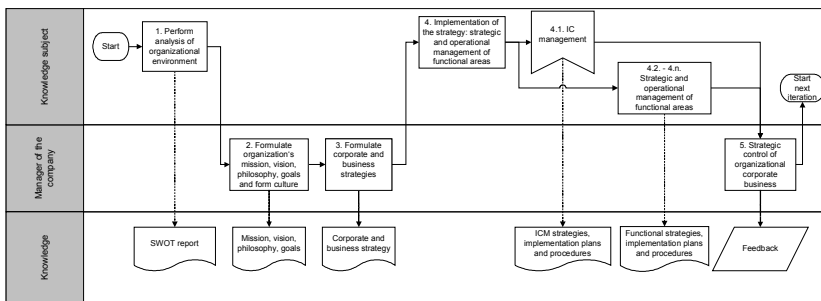 Knowledge subject
Start
1. Perform
analysis of
organizational
environment
4. Implementation of
the strategy: strategic
and operational
management of
functional areas
4.1. IC
management
4.2. - 4.n.
Strategic and
operational
management of
functional areas
Start
next
iteration
Manager of the
company
2. Formulate
organization's
mission, vision,
philosophy, goals
and form culture
3. Formulate
corporate and
business
strategies
5. Strategic
control of
organizational
corporate
business
Knowledge
SWOT report
Mission, vision,
philosophy, goals
Corporate and
business strategy
ICM strategies,
implementation plans
and procedures
Functional strategies,
implementation plans
and procedures
Feedback